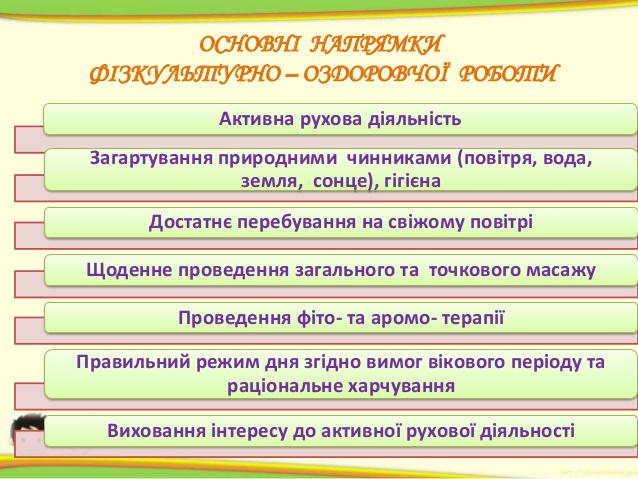 ОСНОВНІ НАПРЯМКИ
ФІЗКУЛЬТУРНО – ОЗДОРОВЧОЇ РОБОТИ
Активна рухова діяльність
Загартування природними чинниками (повітря, вода,
земля, сонце), гігієна
Достатнє перебування на свіжому повітрі
Щоденне проведення загального та точкового масажу
Проведення фіто- та аромо- терапії
Правильний режим дня згідно вимог вікового періоду та
раціональне харчування
Виховання інтересу до активної рухової діяльності